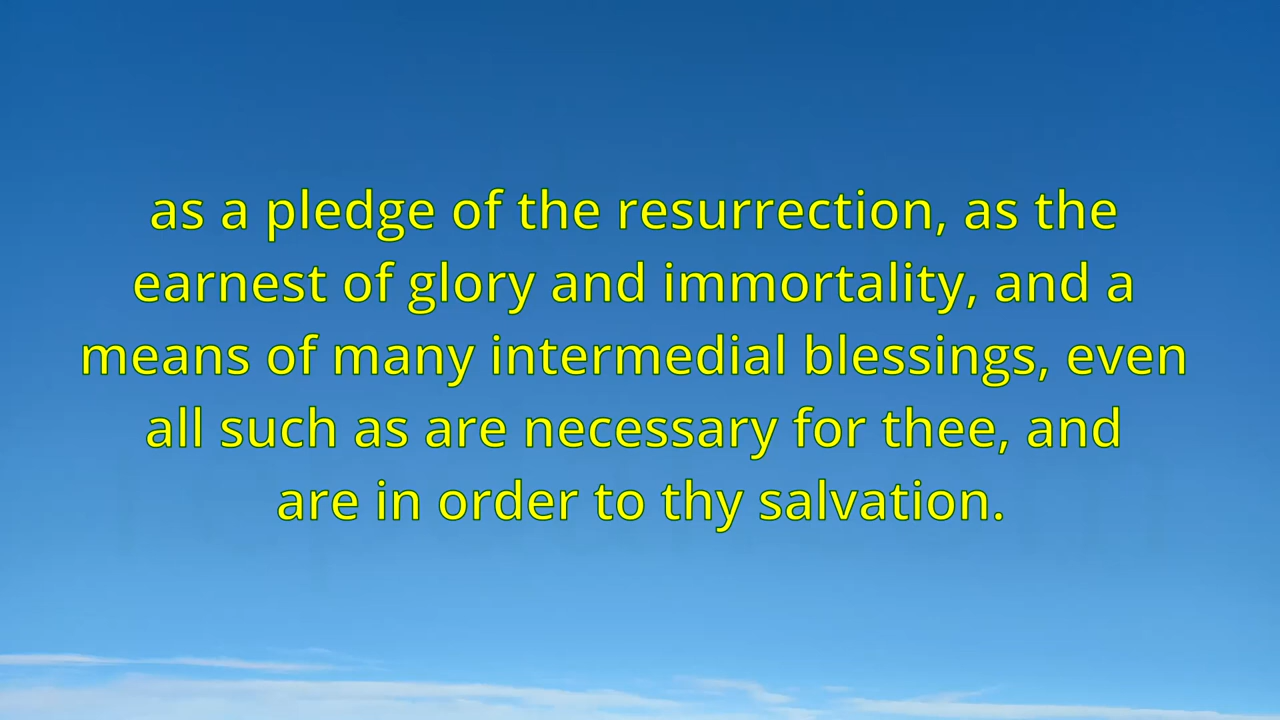 as a pledge of the resurrection, as the
earnest of glory and immortality, and a
means of many intermedial blessings, even
all such as are necessary for thee, and
are in order to thy salvation.